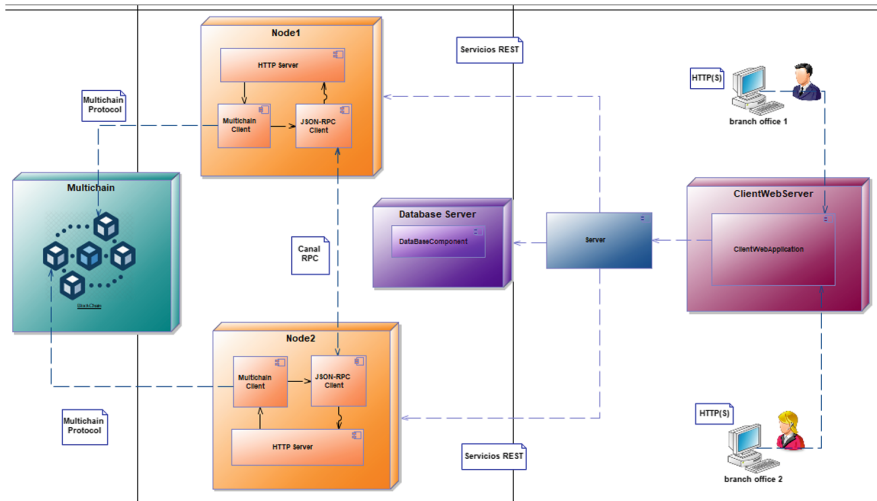 Node1
HTTP Server
Multichain
Client
JSON-RPC
Client
Servicios REST
HTTP(S)
branch office 1
Multichain
Protocol
Multichain
BlockChain
Canal
RPC
Database Server
DataBaseComponent
Server
ClientWebServer
ClientWebApplication
Node2
Multichain
Client
JSON-RPC
Client
HTTP Server
Multichain
Protocol
Servicios REST
HTTP(S)
branch office 2